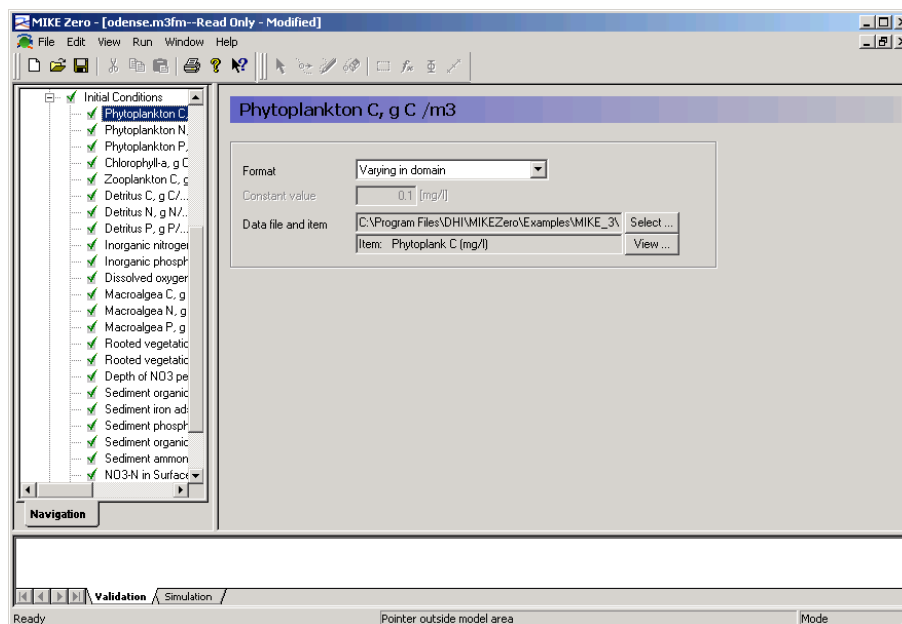 MIKE Zero - [odense.m3fm--Read Only - Modified]
File Edit View Run Window Help
Initial Conditions
Phytoplankton C,
Phytoplankton N,
Phytoplankton P,
Chlorophyll-a, g C
Zooplankton C, g
Detritus C, g C/...
Detritus N, g N/...
Detritus P, g P/...
Inorganic nitroger
Inorganic phosph
Dissolved oxyger
Macroalgea C, g
Macroalgea N, g
Macroalgea P, g
Rooted vegetatic
Rooted vegetatic
Depth of NO3 pe
Sediment organic
Sediment iron ad
Sediment phosph
Sediment organic
Sediment ammon
NO3-N in Surface
Navigation
Phytoplankton C, g C /m3
Format
Varying in domain
Constant value
0.1 [mg/l]
Data file and item
C:\Program Files\DHI\MIKEZero\Examples\MIKE_3\
Select ...
Item: Phytoplank C (mg/l)
View ...
Validation
Simulation
Ready
Pointer outside model area
Mode